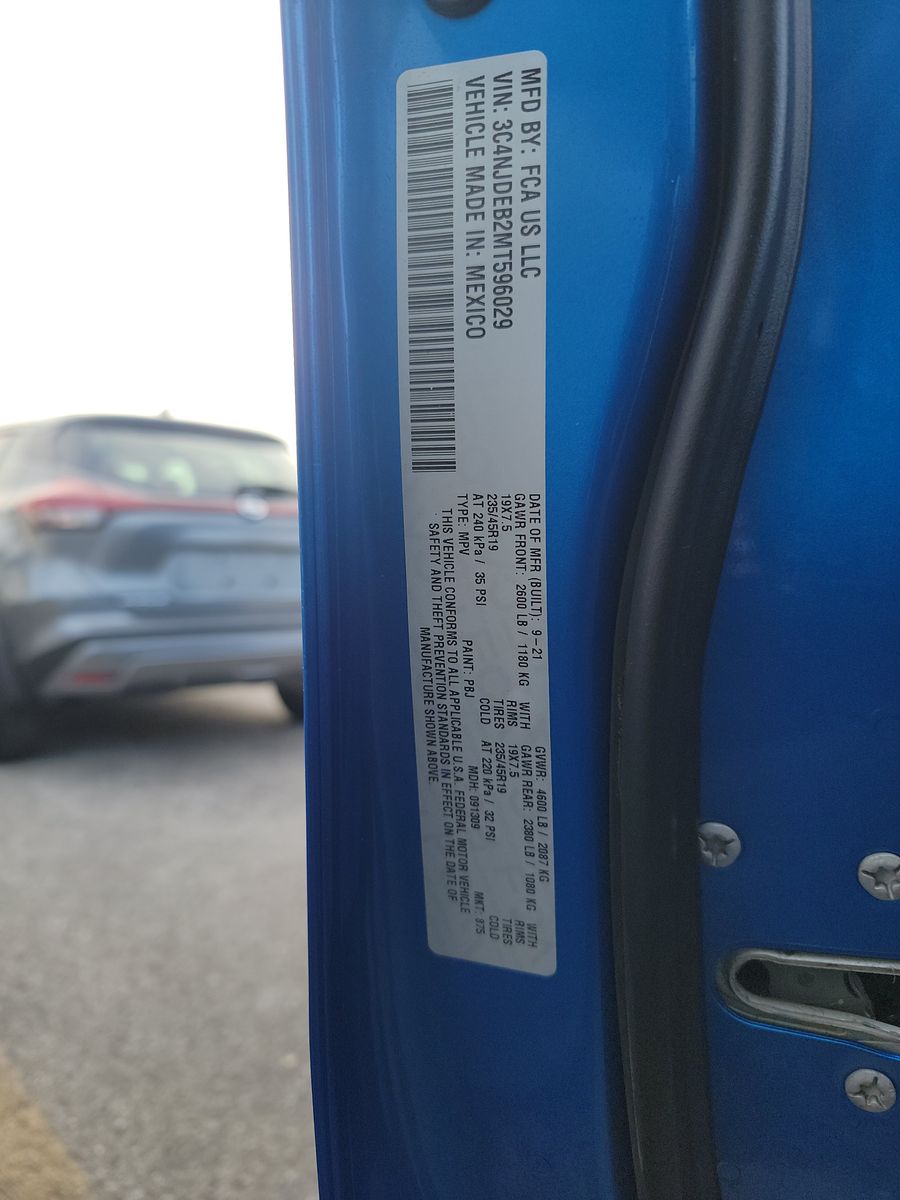 MFD BY: FCA US LLC
VIN: 3C4NJDEB2MT596029
VEHICLE MADE IN: MEXICO
DATE OF MFR (BUILT): 9-21 GVWR: 4600 LB / 2087 KG
GAWR FRONT: 2600 LB / 1180 KG WITH GAWR REAR: 2380 LB / 1080 KG WITH
19X7.5 RIMS 19X7.5 RIMS
235/45R19 TIRES 235/45R19 TIRES
AT 240 kPa / 35 PSI COLD AT 220 kPa / 32 PSI COLD
TYPE: MPV PAINT: PBJ MDH: 091309 MKT: 875
THIS VEHICLE CONFORMS TO ALL APPLICABLE U.S.A. FEDERAL MOTOR VEHICLE
SAFETY AND THEFT PREVENTION STANDARDS IN EFFECT ON THE DATE OF
MANUFACTURE SHOWN ABOVE.